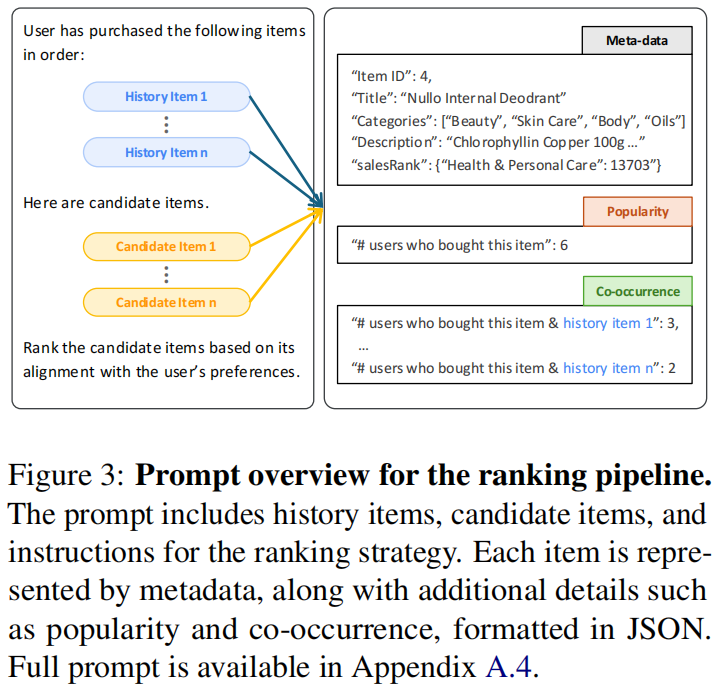 User has purchased the following items
in order:
History Item 1
History Item n
Here are candidate items.
Candidate Item 1
Candidate Item n
Rank the candidate items based on its
alignment with the user's preferences.
Meta-data
"Item ID": 4,
"Title": "Nullo Internal Deodrant"
"Categories": ["Beauty", "Skin Care", "Body", "Oils"]
"Description": "Chlorophyllin Copper 100g ..."
"salesRank": {"Health & Personal Care": 13703"}
Popularity
"# users who bought this item": 6
Co-occurrence
"# users who bought this item & history item 1": 3,
...
"# users who bought this item & history item n": 2
Figure 3: Prompt overview for the ranking pipeline.
The prompt includes history items, candidate items, and
instructions for the ranking strategy. Each item is repre-
sented by metadata, along with additional details such
as popularity and co-occurrence, formatted in JSON.
Full prompt is available in Appendix A.4.